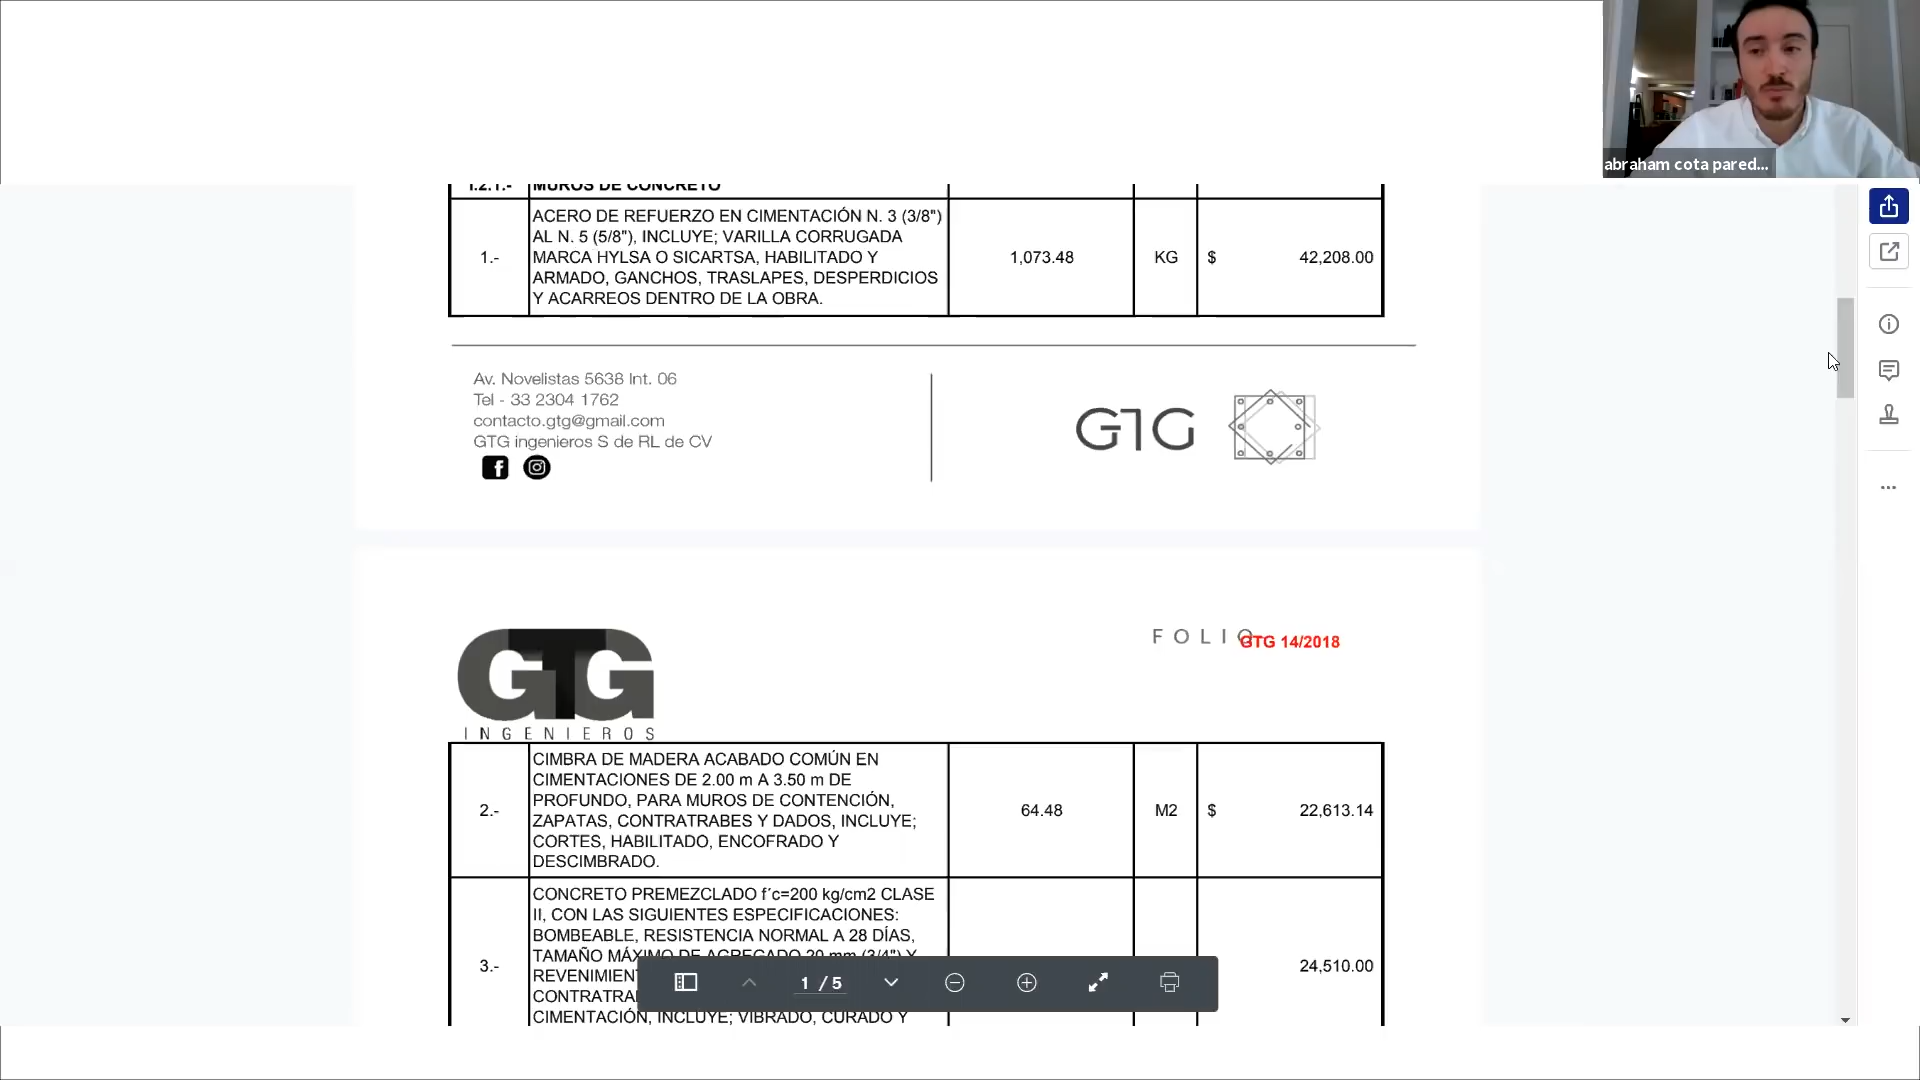 abraham cota pared...
1.2.1.- MUROS DE CONCRETO
ACERO DE REFUERZO EN CIMENTACIÓN N. 3 (3/8")
AL N. 5 (5/8"), INCLUYE; VARILLA CORRUGADA
1.- MARCA HYLSA O SICARTSA, HABILITADO Y 1,073.48 KG $ 42,208.00
ARMADO, GANCHOS, TRASLAPES, DESPERDICIOS
Y ACARREOS DENTRO DE LA OBRA.
Av. Novelistas 5638 Int. 06
Tel - 33 2304 1762
contacto.gtg@gmail.com
GTG ingenieros S de RL de CV
GTG
FOLIO GTG 14/2018
GTG
INGENIEROS
CIMBRA DE MADERA ACABADO COMÚN EN
CIMENTACIONES DE 2.00 m A 3.50 m DE
PROFUNDO, PARA MUROS DE CONTENCIÓN,
2.- 64.48 M2 $ 22,613.14
ZAPATAS, CONTRATRABES Y DADOS, INCLUYE;
CORTES, HABILITADO, ENCOFRADO Y
DESCIMBRADO.
CONCRETO PREMEZCLADO f´c=200 kg/cm2 CLASE
II, CON LAS SIGUIENTES ESPECIFICACIONES:
BOMBEABLE, RESISTENCIA NORMAL A 28 DÍAS,
TAMAÑO MÁXIMO DE AGREGADO 20 mm (3/4") Y
3.- 24,510.00
REVENIMIENT
CONTRATRA
CIMENTACIÓN, INCLUYE; VIBRADO, CURADO Y
1 / 5